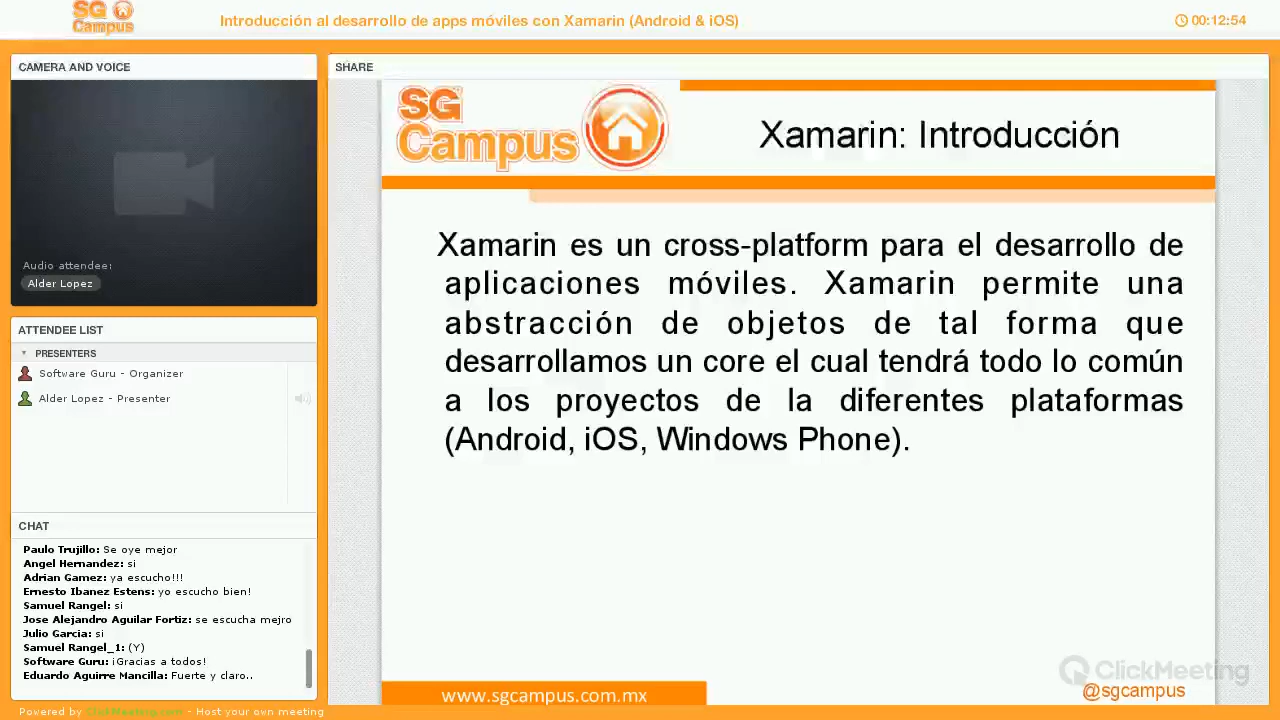 SG Campus
Introducción al desarrollo de apps móviles con Xamarin (Android & iOS)
00:12:54
CAMERA AND VOICE
Audio attendee:
Alder Lopez
ATTENDEE LIST
PRESENTERS
Software Guru - Organizer
Alder Lopez - Presenter
CHAT
Paulo Trujillo: Se oye mejor
Angel Hernandez: si
Adrian Gamez: ya escucho!!!
Ernesto Ibanez Estens: yo escucho bien!
Samuel Rangel: si
Jose Alejandro Aguilar Fortiz: se escucha mejro
Julio Garcia: si
Samuel Rangel_1: (Y)
Software Guru: ¡Gracias a todos!
Eduardo Aguirre Mancilla: Fuerte y claro..
Powered by ClickMeeting.com - Host your own meeting
SHARE
SG
Campus
Xamarin: Introducción
Xamarin es un cross-platform para el desarrollo de
aplicaciones móviles. Xamarin permite una
abstracción de objetos de tal forma que
desarrollamos un core el cual tendrá todo lo común
a los proyectos de la diferentes plataformas
(Android, iOS, Windows Phone).
www.sgcampus.com.mx
ClickMeeting
@sgcampus